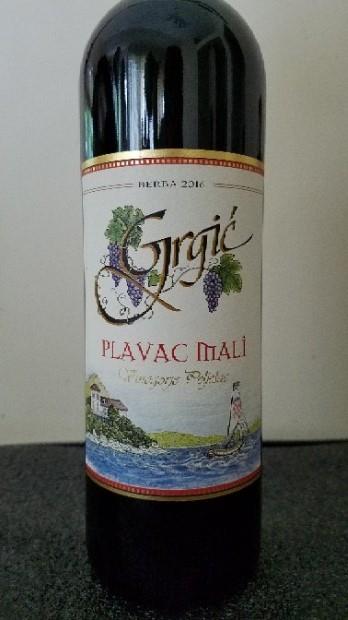 BERBA 2016
Grgić
PLAVAC MALI
Vinogorje Pelješac